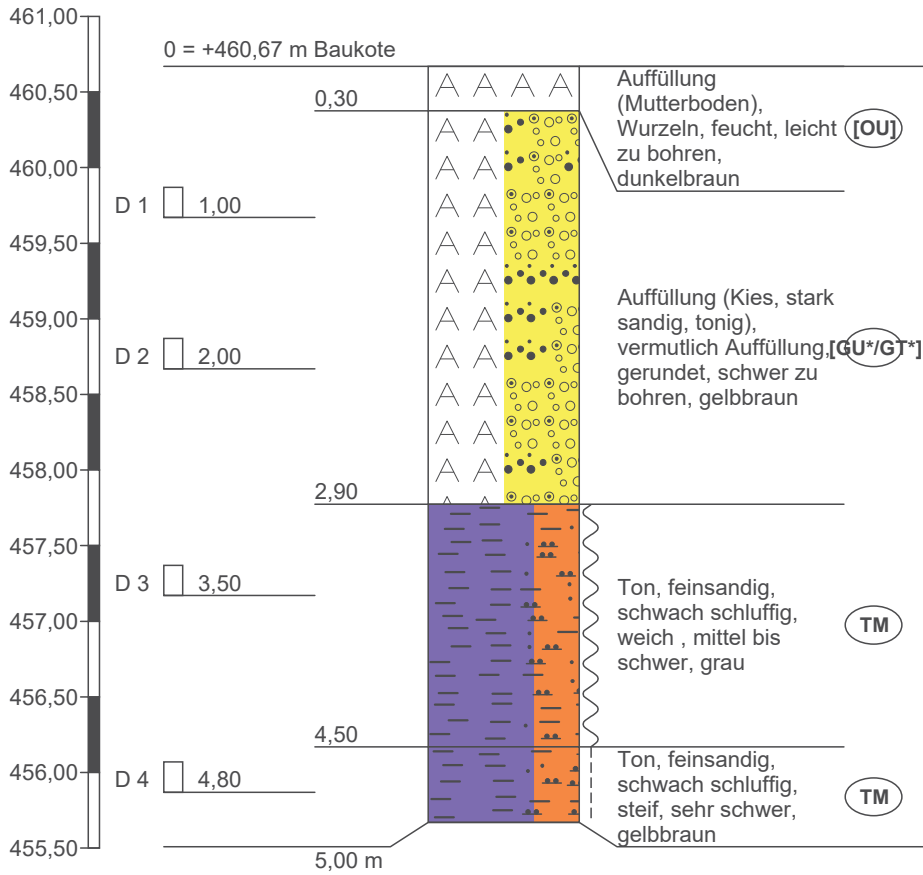 461,00
0 = +460,67 m Baukote
460,50
0,30
Auffüllung
(Mutterboden),
Wurzeln, feucht, leicht
zu bohren,
dunkelbraun
[OU]
460,00
D 1 1,00
459,50
459,00
Auffüllung (Kies, stark
sandig, tonig),
vermutlich Auffüllung,
gerundet, schwer zu
bohren, gelbbraun
[GU*/GT*]
D 2 2,00
458,50
458,00
2,90
457,50
D 3 3,50
Ton, feinsandig,
schwach schluffig,
weich , mittel bis
schwer, grau
TM
457,00
456,50
4,50
456,00
D 4 4,80
Ton, feinsandig,
schwach schluffig,
steif, sehr schwer,
gelbbraun
TM
455,50
5,00 m